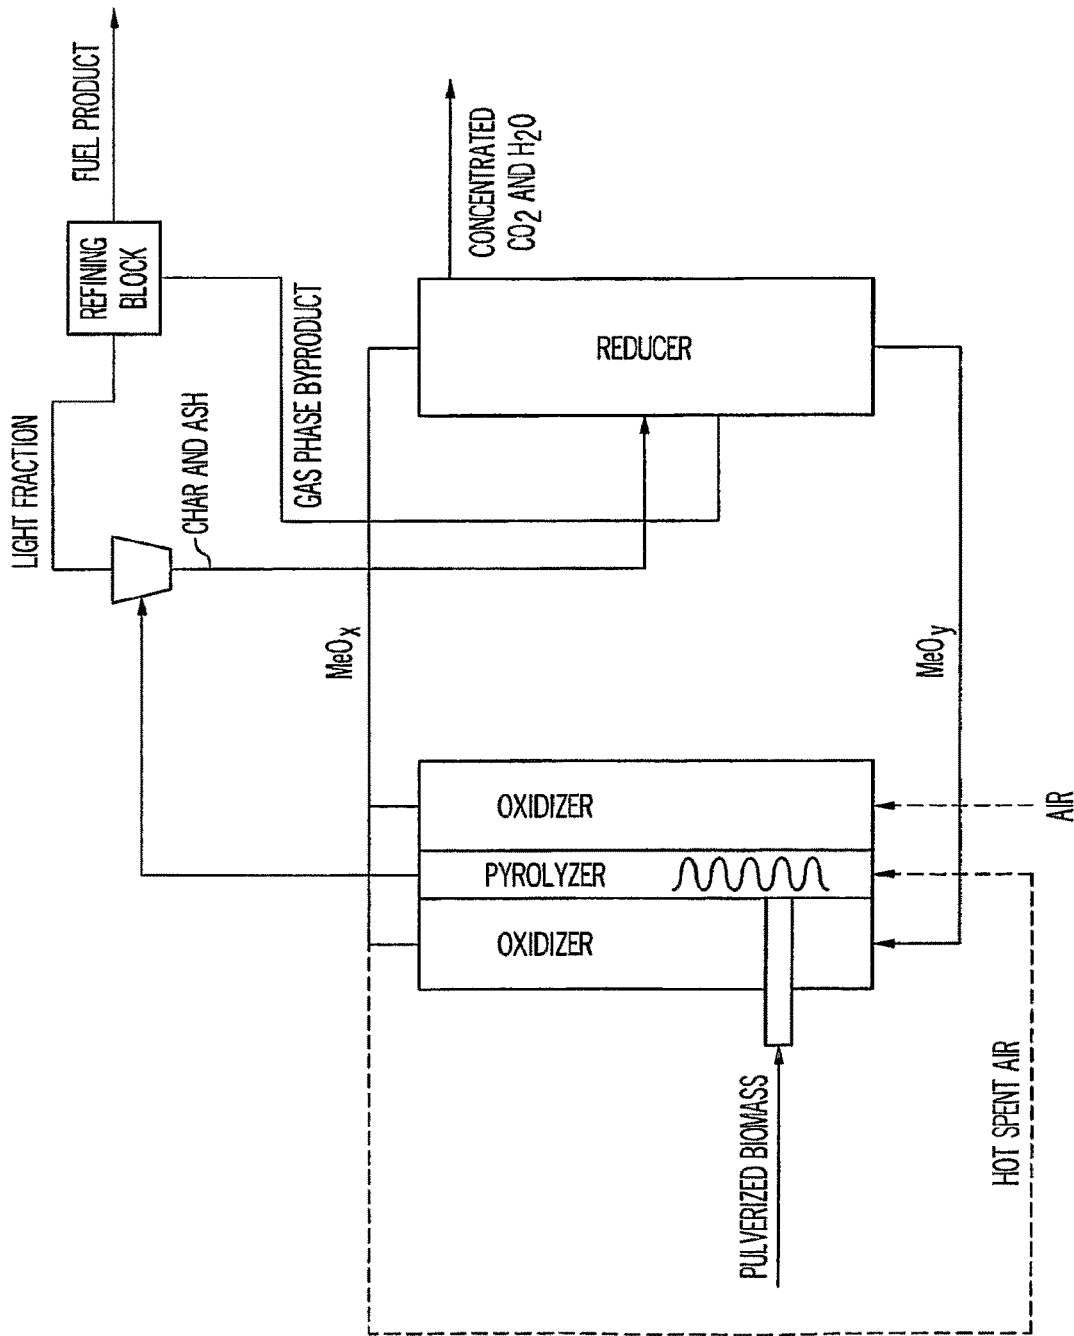 LIGHT FRACTION
REFINING
BLOCK
FUEL PRODUCT
CHAR AND ASH
GAS PHASE BYPRODUCT
CONCENTRATED
CO2 AND H2O
REDUCER
MeOx
MeOy
OXIDIZER
PYROLYZER
OXIDIZER
AIR
PULVERIZED BIOMASS
HOT SPENT AIR